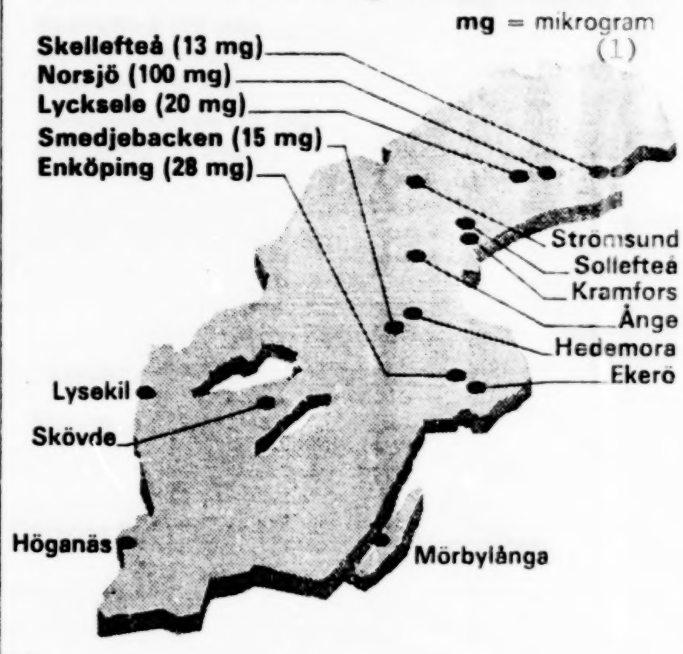 mg = mikrogram
(1)
Skellefteå (13 mg)
Norsjö (100 mg)
Lycksele (20 mg)
Smedjebacken (15 mg)
Enköping (28 mg)
Strömsund
Sollefteå
Kramfors
Ånge
Hedemora
Ekerö
Lysekil
Skövde
Höganäs
Mörbylånga